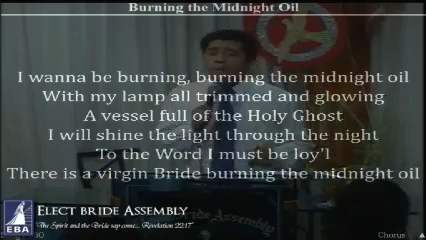 Burning the Midnight Oil
I wanna be burning, burning the midnight oil
With my lamp all trimmed and glowing
A vessel full of the Holy Ghost
I will shine the light through the night
To the Word I must be loy'l
There is a virgin Bride burning the midnight oil
Bride Assembly
EBA
ELECT BRIDE ASSEMBLY
The Spirit and the Bride say come... Revelation 22:17
50
Chorus